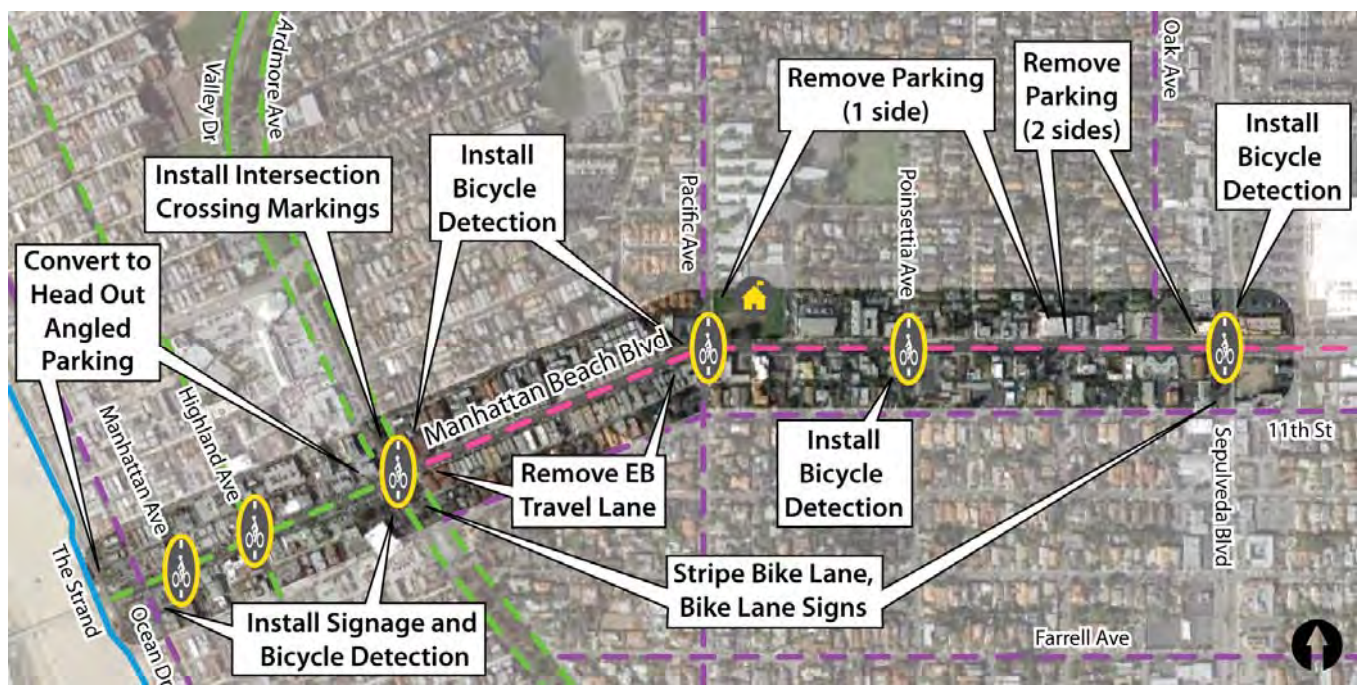 Valley Dr
Ardmore Ave
Oak Ave
Remove Parking
(1 side)
Remove
Parking
(2 sides)
Install
Bicycle
Detection
Install
Bicycle
Detection
Install Intersection
Crossing Markings
Pacific Ave
Poinsettia Ave
Convert to
Head Out
Angled
Parking
Manhattan Beach Blvd
Manhattan Ave
Highland Ave
Remove EB
Travel Lane
Install
Bicycle
Detection
Sepulveda Blvd
11th St
The Strand
Ocean Dr
Install Signage and
Bicycle Detection
Stripe Bike Lane,
Bike Lane Signs
Farrell Ave